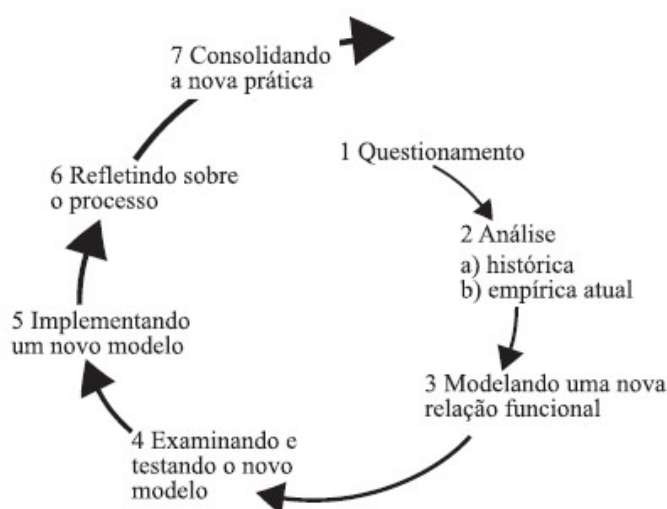 1 Questionamento
2 Análise
a) histórica
b) empírica atual
3 Modelando uma nova
relação funcional
4 Examinando e
testando o novo
modelo
5 Implementando
um novo modelo
6 Refletindo sobre
o processo
7 Consolidando
a nova prática